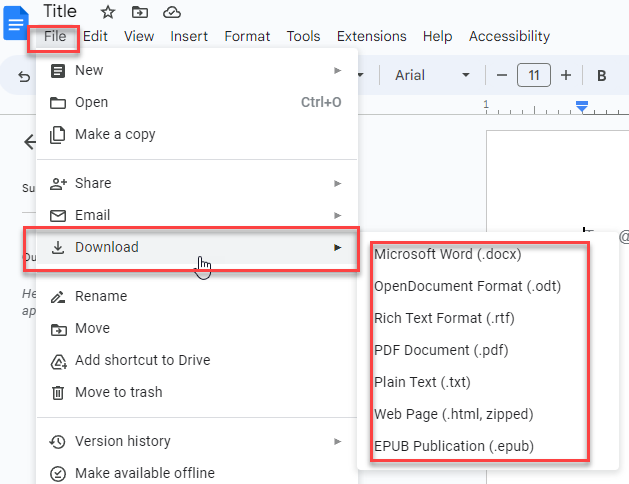 Title
File Edit View Insert Format Tools Extensions Help Accessibility
Arial 11 B
New
Open Ctrl+O
Make a copy
1
Share
Email
Download
Rename
Move
Add shortcut to Drive
Move to trash
Version history
Make available offline
Microsoft Word (.docx)
OpenDocument Format (.odt)
Rich Text Format (.rtf)
PDF Document (.pdf)
Plain Text (.txt)
Web Page (.html, zipped)
EPUB Publication (.epub)
Su
He
ap
@